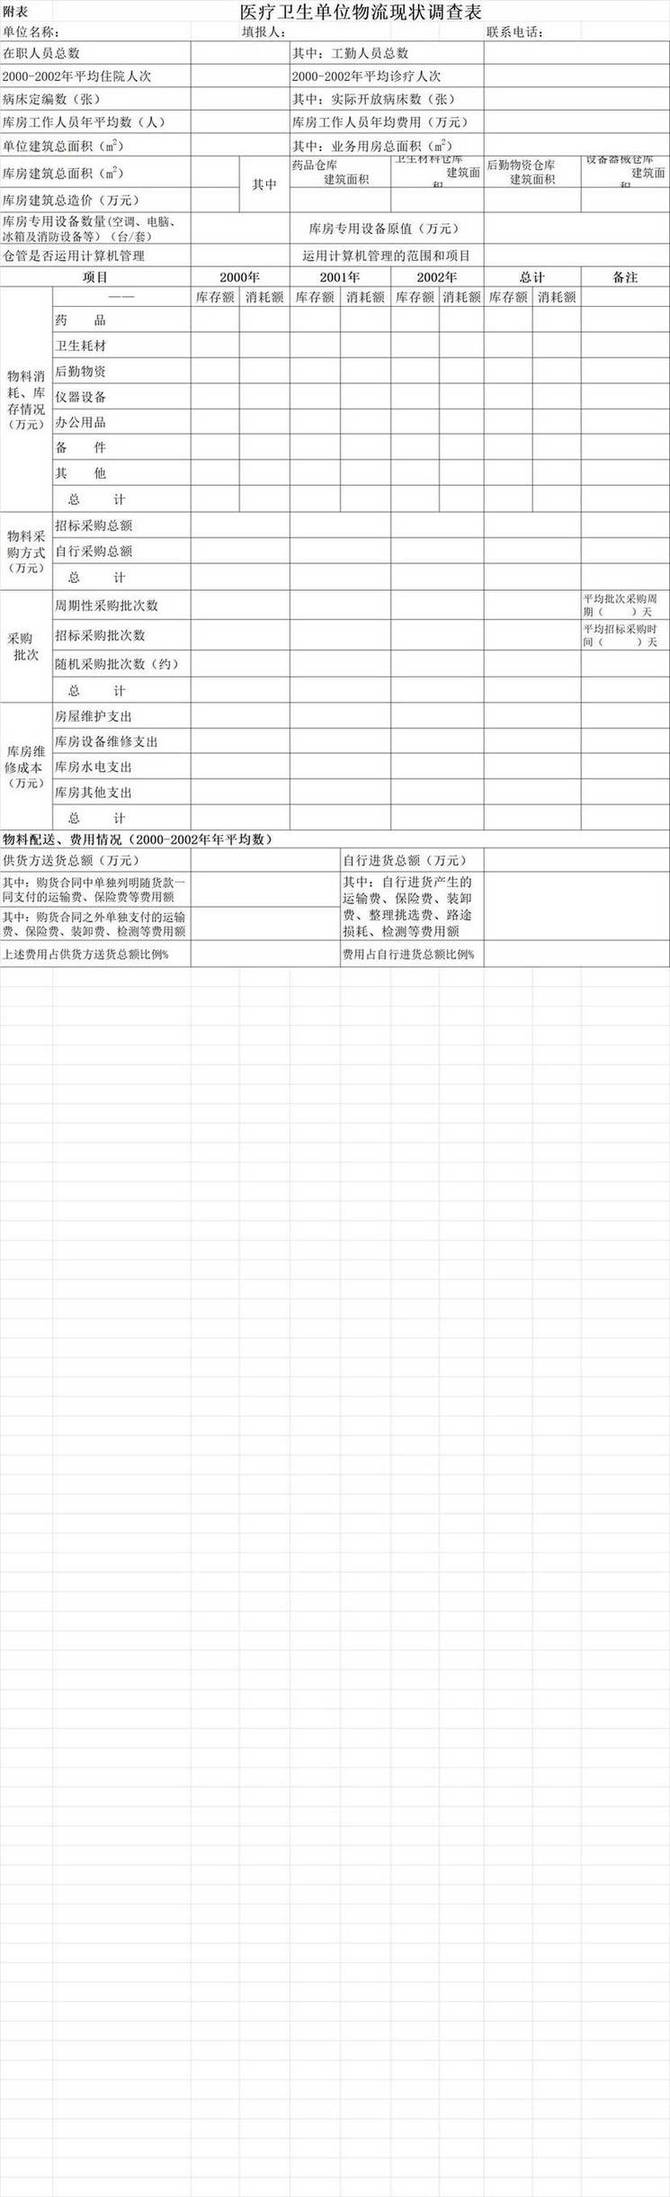 附表
医疗卫生单位物流现状调查表
单位名称: 填报人: 联系电话:
在职人员总数 其中: 工勤人员总数
2000-2002年平均住院人次 2000-2002年平均诊疗人次
病床定编数（张） 其中: 实际开放病床数（张）
库房工作人员年平均数（人） 库房工作人员年均费用（万元）
单位建筑总面积（m²） 其中: 业务用房总面积（m²）
库房建筑总面积（m²） 其中 药品仓库 卫生材料仓库 后勤物资仓库 设备器械仓库
建筑面积 建筑面积 建筑面积 建筑面积
库房建筑总造价（万元）
库房专用设备数量(空调、电脑、
冰箱及消防设备等）（台/套） 库房专用设备原值（万元）
仓管是否运用计算机管理 运用计算机管理的范围和项目
项目 2000年 2001年 2002年 总计 备注
—— 库存额 消耗额 库存额 消耗额 库存额 消耗额 库存额 消耗额
物料消
耗、库
存情况
（万元）
药 品
卫生耗材
后勤物资
仪器设备
办公用品
备 件
其 他
总 计
物料采
购方式
（万元）
招标采购总额
自行采购总额
总 计
采购
批次
周期性采购批次数 平均批次采购周
期（ ）天
招标采购批次数 平均招标采购时
间（ ）天
随机采购批次数（约）
总 计
库房维
修成本
（万元）
房屋维护支出
库房设备维修支出
库房水电支出
库房其他支出
总 计
物料配送、费用情况（2000-2002年年平均数）
供货方送货总额（万元） 自行进货总额（万元）
其中: 购货合同中单独列明随货款一
同支付的运输费、保险费等费用额
其中: 购货合同之外单独支付的运输
费、保险费、装卸费、检测等费用额
其中: 自行进货产生的
运输费、保险费、装卸
费、整理挑选费、路途
损耗、检测等费用额
上述费用占供货方送货总额比例% 费用占自行进货总额比例%